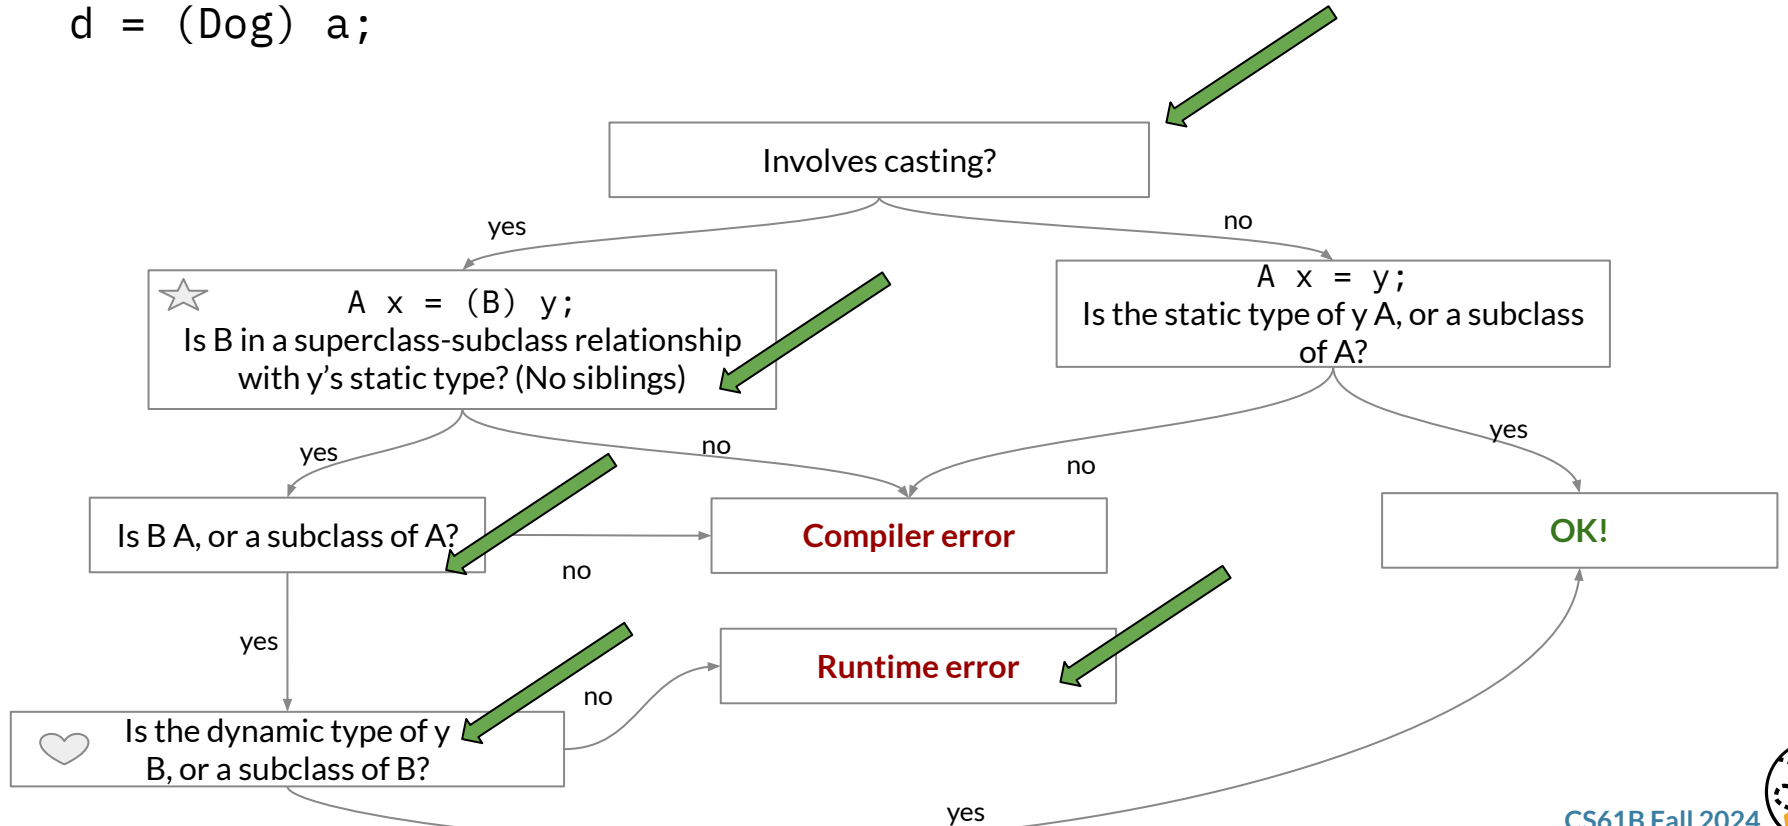 d = (Dog) a;
Involves casting?
yes
no
A x = (B) y;
Is B in a superclass-subclass relationship
with y's static type? (No siblings)
A x = y;
Is the static type of y A, or a subclass
of A?
yes
no
no
yes
Is B A, or a subclass of A?
no
Compiler error
OK!
yes
Runtime error
no
Is the dynamic type of y
B, or a subclass of B?
yes
CS61B Fall 2024